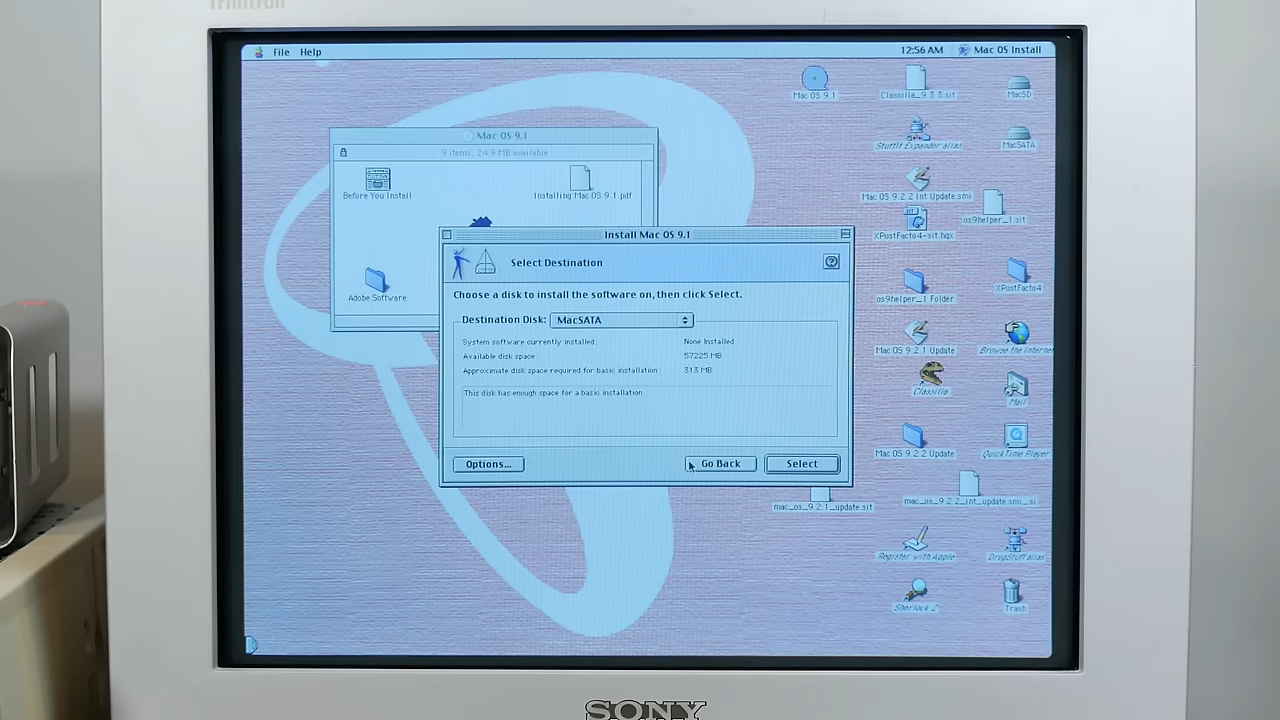 Trinitron
File Help
12:56 AM Mac OS Install
Mac OS 9.1
Classilla_9.3.3.sit
MacSD
Stuffit Expander alias
MacSATA
Mac OS 9.2.2 Int Update.smi
os9helper_1.sit
XPostFacto4-sit.hqx
os9helper_1 Folder
XPostFacto4
Mac OS 9.2.1 Update
Browse the Interne
Classilla
Mail
Mac OS 9.2.2 Update
QuickTime Player
mac_os_9.2.1_update.sit
mac_os_9.2.2_int_update.smi_.si
Register with Apple
DropStuff alias
Sherlock 2
Trash
Mac OS 9.1
9 items, 24.9 MB available
Before You Install
Installing Mac OS 9.1 pdf
Adobe Software
Install Mac OS 9.1
Select Destination
?
Choose a disk to install the software on, then click Select.
Destination Disk: MacSATA
System software currently installed: None Installed
Available disk space: 57225 MB
Approximate disk space required for basic installation: 313 MB
This disk has enough space for a basic installation.
Options... Go Back Select
SONY